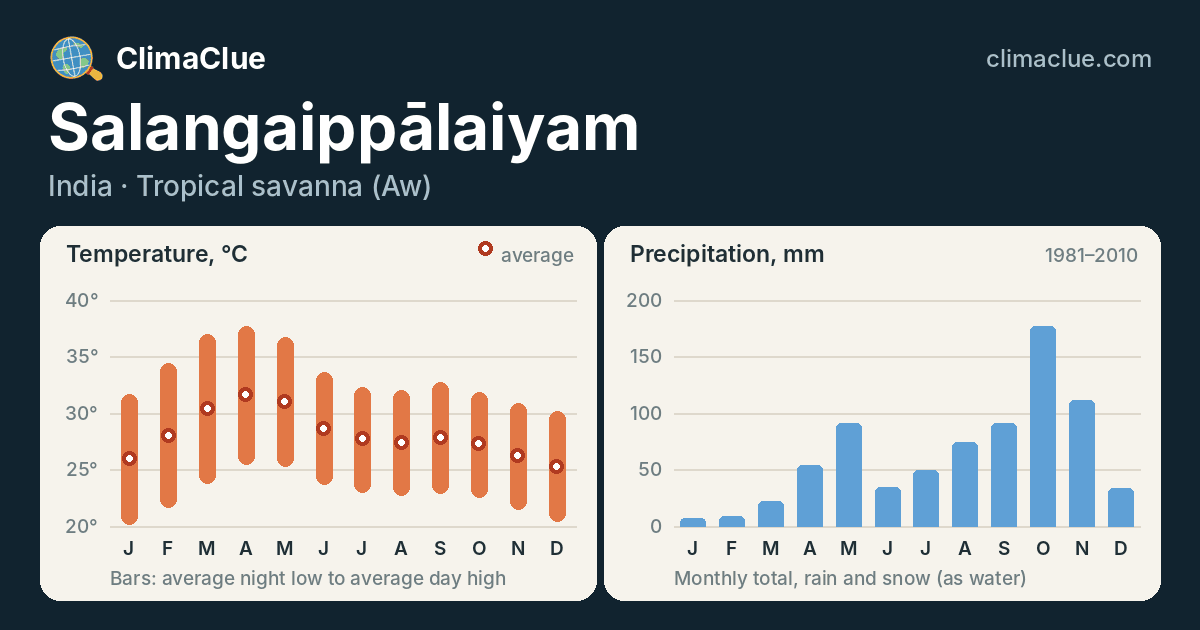 ClimaClue
climaclue.com
Salangaippālaiyam
India · Tropical savanna (Aw)
Temperature, °C
average
40°
35°
30°
25°
20°
J F M A M J J A S O N D
Bars: average night low to average day high
Precipitation, mm
1981–2010
200
150
100
50
0
J F M A M J J A S O N D
Monthly total, rain and snow (as water)